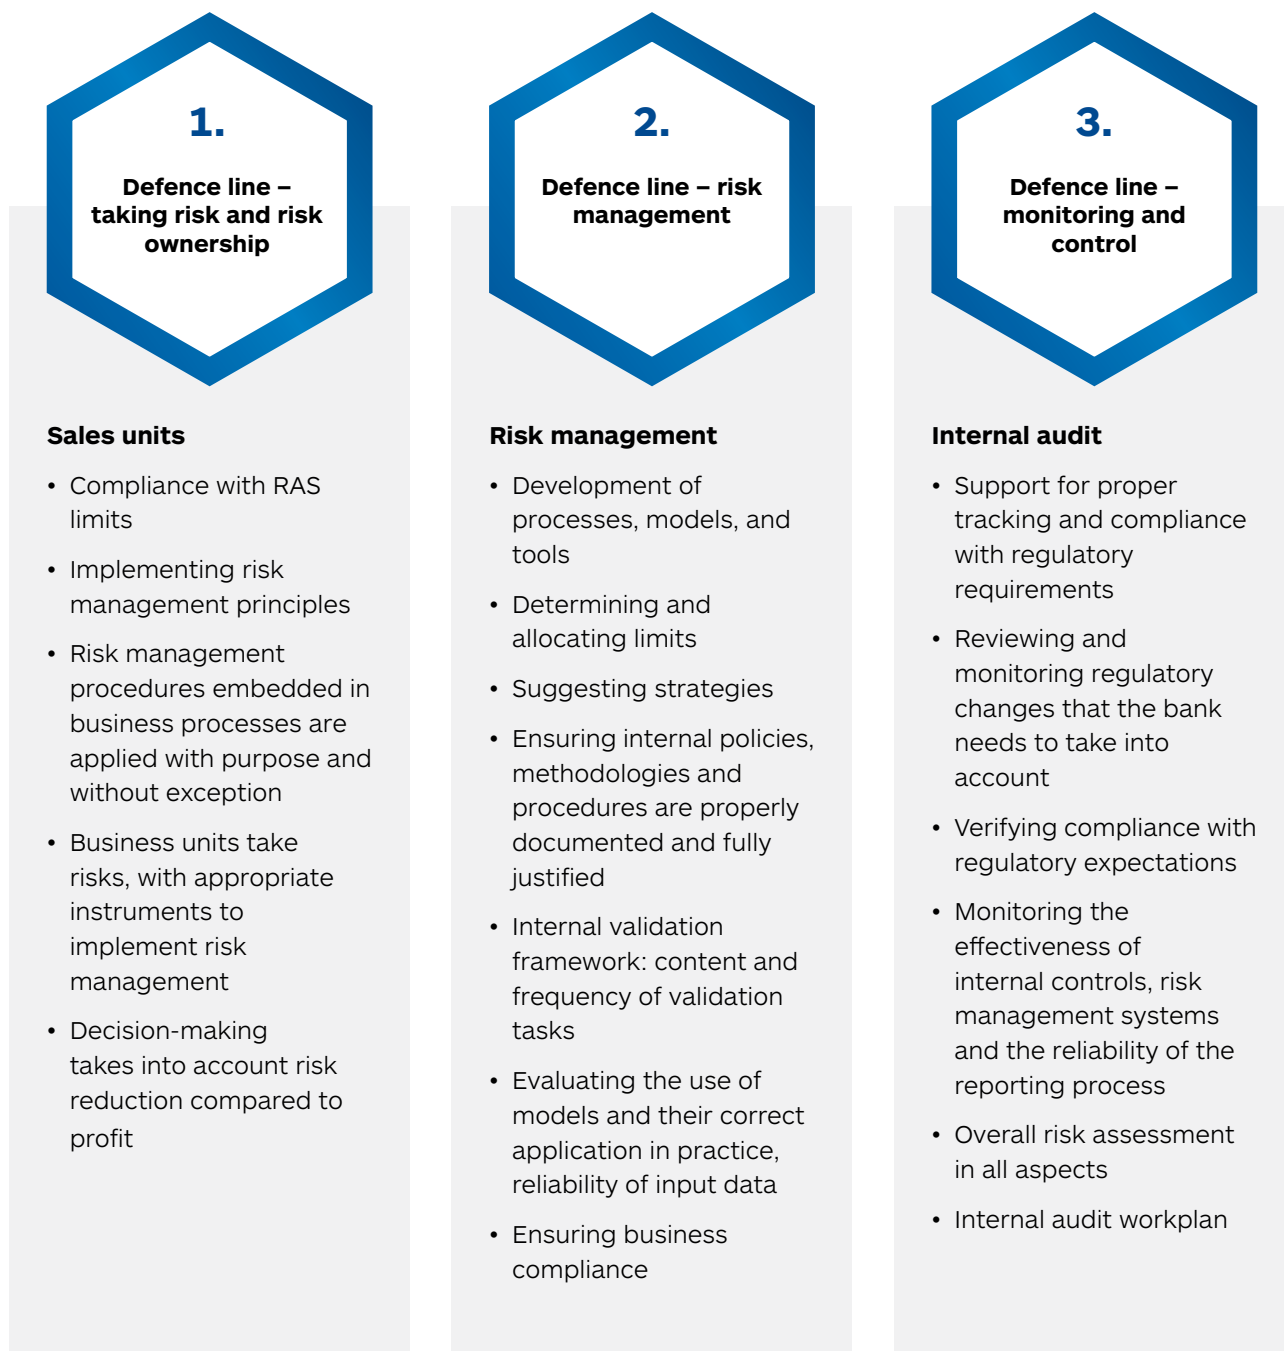 1.
Defence line –
taking risk and risk
ownership
Sales units
• Compliance with RAS
limits
• Implementing risk
management principles
• Risk management
procedures embedded in
business processes are
applied with purpose and
without exception
• Business units take
risks, with appropriate
instruments to
implement risk
management
• Decision-making
takes into account risk
reduction compared to
profit
2.
Defence line – risk
management
Risk management
• Development of
processes, models, and
tools
• Determining and
allocating limits
• Suggesting strategies
• Ensuring internal policies,
methodologies and
procedures are properly
documented and fully
justified
• Internal validation
framework: content and
frequency of validation
tasks
• Evaluating the use of
models and their correct
application in practice,
reliability of input data
• Ensuring business
compliance
3.
Defence line –
monitoring and
control
Internal audit
• Support for proper
tracking and compliance
with regulatory
requirements
• Reviewing and
monitoring regulatory
changes that the bank
needs to take into
account
• Verifying compliance with
regulatory expectations
• Monitoring the
effectiveness of
internal controls, risk
management systems
and the reliability of the
reporting process
• Overall risk assessment
in all aspects
• Internal audit workplan